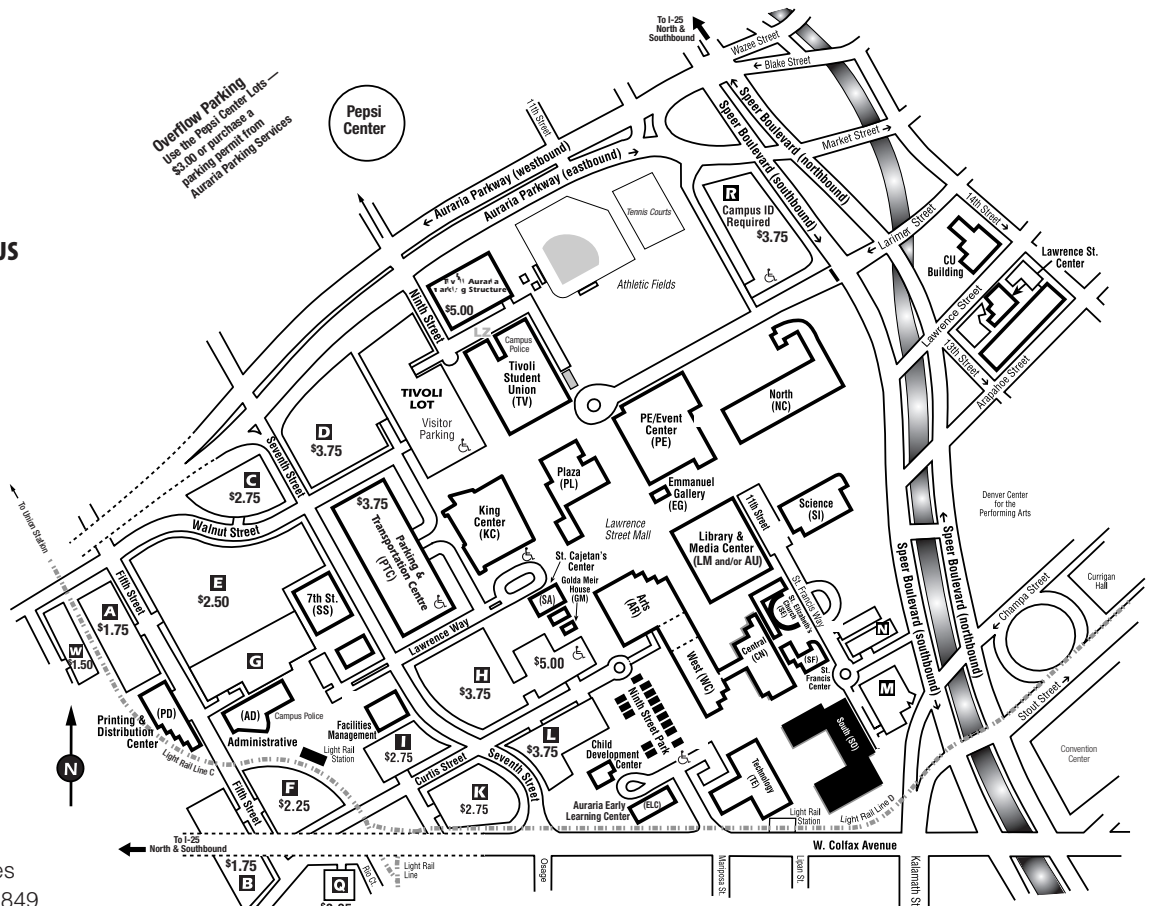 To I-25
North &
Southbound
Wazee Street
Blake Street
Overflow Parking
Use the Pepsi Center Lots —
$3.00 or purchase a
parking permit from
Auraria Parking Services
Pepsi
Center
11th Street
Speer Boulevard (northbound)
Speer Boulevard (southbound)
Market Street
Auraria Parkway (westbound)
Auraria Parkway (eastbound)
Tennis Courts
R
Campus ID
Required
$3.75
14th Street
Larimer Street
CU
Building
Lawrence St.
Center
US
Athletic Fields
Ninth Street
$5.00
LZ
Campus
Police
Tivoli
Student
Union
(TV)
Lawrence Street
13th Street
Arapahoe Street
TIVOLI
LOT
Visitor
Parking
North
(NC)
PE/Event
Center
(PE)
D
$3.75
Seventh Street
C
$2.75
Plaza
(PL)
Emmanuel
Gallery
(EG)
$3.75
Parking &
Transportation Centre
(PTC)
King
Center
(KC)
11th Street
Science
(SI)
Denver Center
for the
Performing Arts
To Union Station
Walnut Street
Lawrence
Street Mall
Library &
Media Center
(LM and/or AU)
St. Cajetan's
Center
Golda Meir
House
(GM)
(SA)
Fifth Street
E
$2.50
7th St.
(SS)
Arts
(AR)
St. Francis Way
St. Elizabeth's
Church
(SE)
Speer Boulevard (southbound)
Speer Boulevard (northbound)
Champa Street
Currigan
Hall
A
$1.75
W
$1.50
Lawrence Way
Central
(CN)
N
(SF)
St.
Francis
Center
G
H
$3.75
$5.00
West (WC)
M
Stout Street
(PD)
Printing &
Distribution
Center
(AD)
Campus Police
Administrative
Facilities
Management
Ninth Street Park
South (SO)
Light Rail
Station
I
$2.75
L
$3.75
Child
Development
Center
Convention
Center
Light Rail Line C
Curtis Street
Seventh Street
Technology
(TE)
N
F
$2.25
Fifth Street
K
$2.75
Auraria Early
Learning Center
(ELC)
Light Rail
Station
Light Rail Line D
To I-25
North & Southbound
W. Colfax Avenue
es
849
$1.75
B
Q
Rio Ct.
Light Rail
Line
Osage
Mariposa St.
Lipan St.
Kalamath St